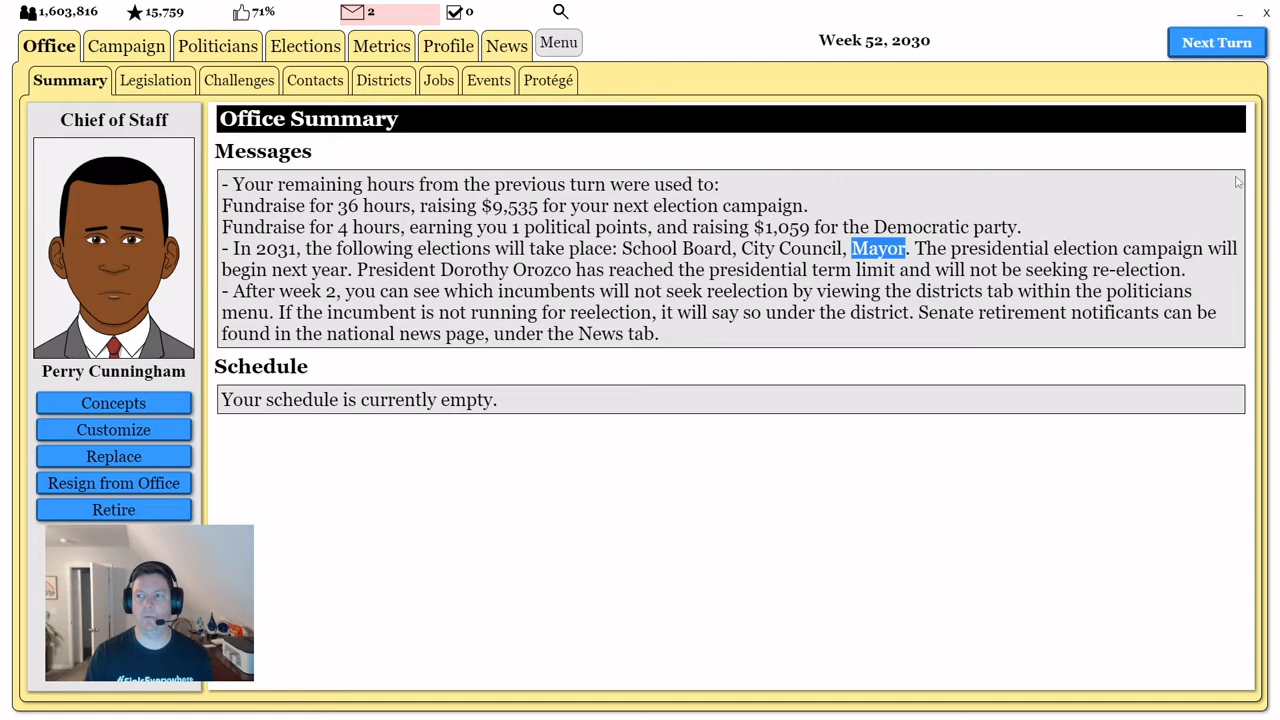 1,603,816 15,759 71% 2 0
Office Campaign Politicians Elections Metrics Profile News Menu Week 52, 2030 Next Turn
Summary Legislation Challenges Contacts Districts Jobs Events Protégé
Chief of Staff
Perry Cunningham
Concepts
Customize
Replace
Resign from Office
Retire
Office Summary
Messages
- Your remaining hours from the previous turn were used to:
Fundraise for 36 hours, raising $9,535 for your next election campaign.
Fundraise for 4 hours, earning you 1 political points, and raising $1,059 for the Democratic party.
- In 2031, the following elections will take place: School Board, City Council, Mayor. The presidential election campaign will
begin next year. President Dorothy Orozco has reached the presidential term limit and will not be seeking re-election.
- After week 2, you can see which incumbents will not seek reelection by viewing the districts tab within the politicians
menu. If the incumbent is not running for reelection, it will say so under the district. Senate retirement notificants can be
found in the national news page, under the News tab.
Schedule
Your schedule is currently empty.
#FieldsEverywhere